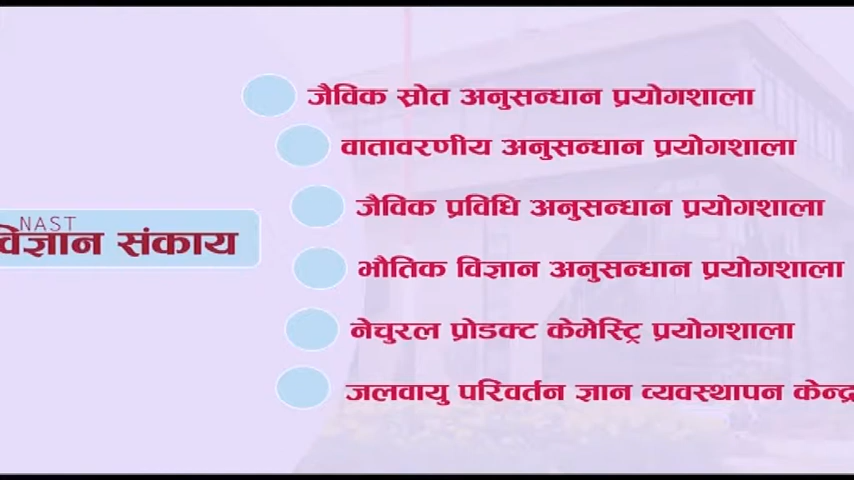 जैविक स्रोत अनुसन्धान प्रयोगशाला
वातावरणीय अनुसन्धान प्रयोगशाला
जैविक प्रविधि अनुसन्धान प्रयोगशाला
NAST
विज्ञान संकाय
भौतिक विज्ञान अनुसन्धान प्रयोगशाला
नेचुरल प्रोडक्ट केमेस्ट्रि प्रयोगशाला
जलवायु परिवर्तन ज्ञान व्यवस्थापन केन्द्र